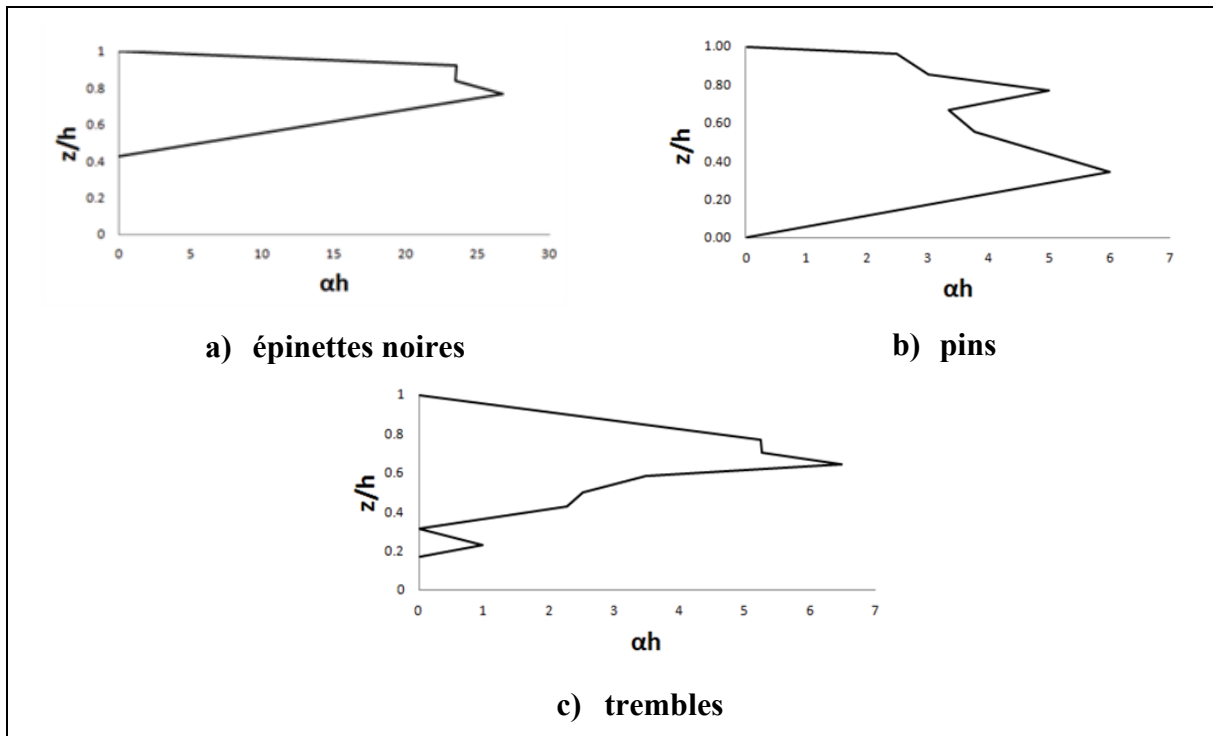 1
0.8
0.6
0.4
0.2
0
z/h
0 5 10 15 20 25 30
αh
a) épinettes noires
1.00
0.80
0.60
0.40
0.20
0.00
z/h
0 1 2 3 4 5 6 7
αh
b) pins
1
0.8
0.6
0.4
0.2
0
z/h
0 1 2 3 4 5 6 7
αh
c) trembles